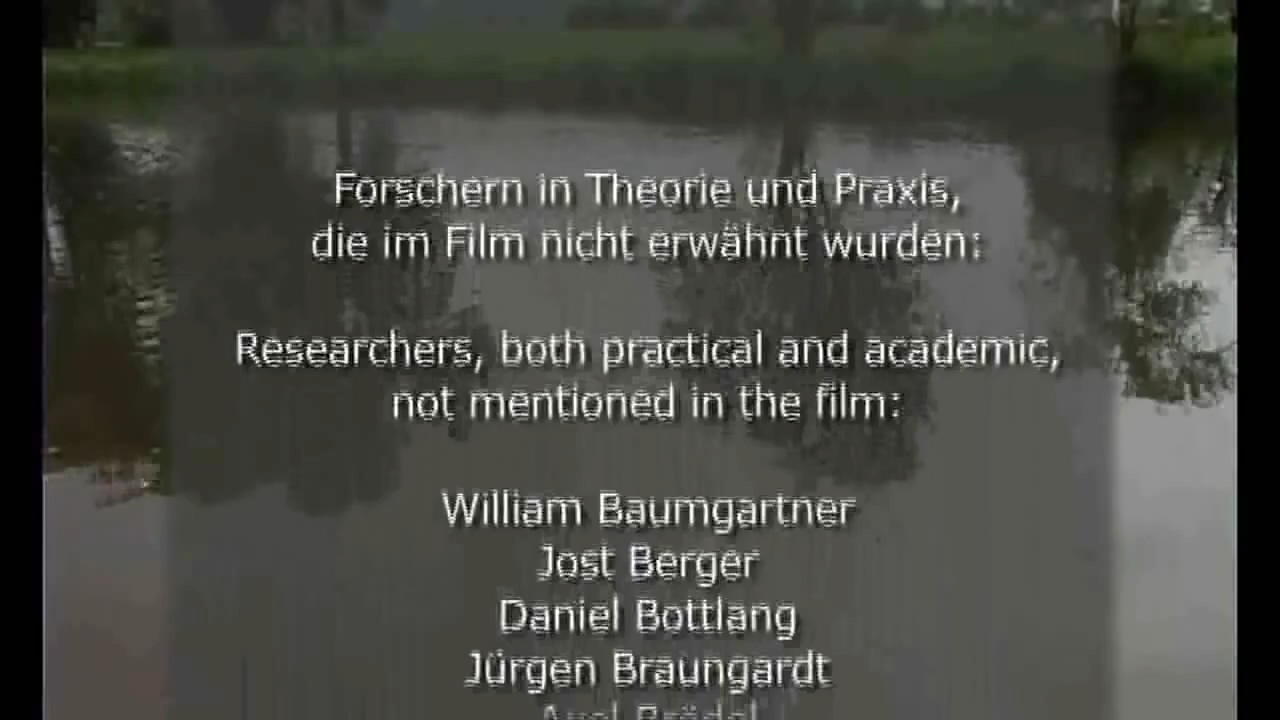 Forschern in Theorie und Praxis,
die im Film nicht erwähnt wurden:
Researchers, both practical and academic,
not mentioned in the film:
William Baumgartner
Jost Berger
Daniel Bottlang
Jürgen Braungardt